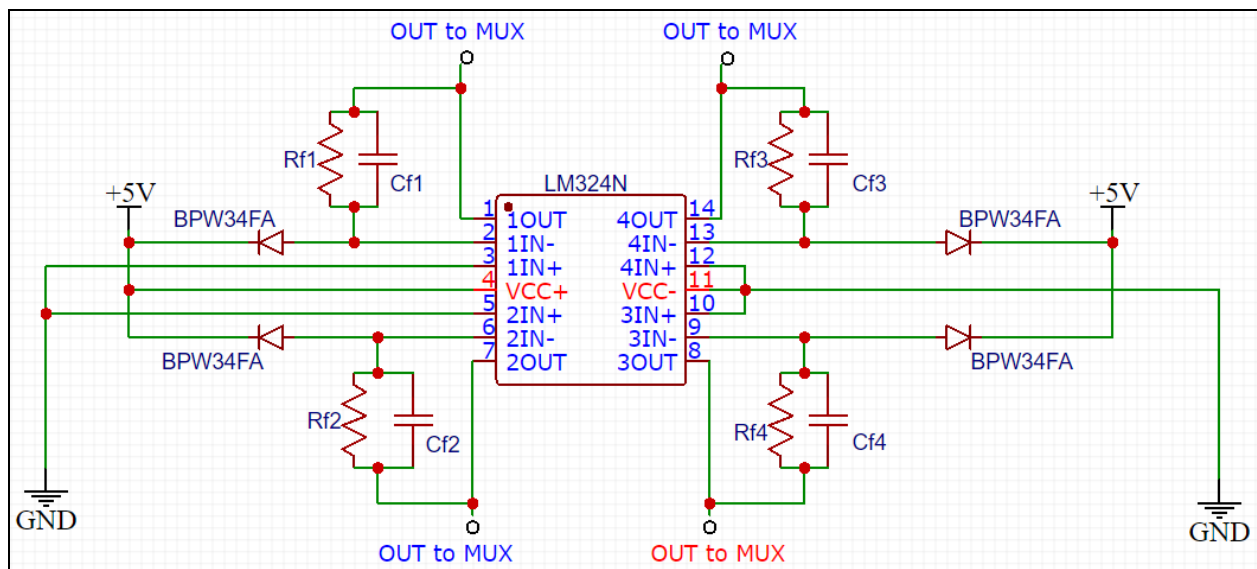 OUT to MUX
OUT to MUX
Rf1
Cf1
Rf3
Cf3
+5V
BPW34FA
LM324N
BPW34FA
+5V
1 1OUT 4OUT 14
2 1IN- 4IN- 13
3 1IN+ 4IN+ 12
4 VCC+ VCC- 11
5 2IN+ 3IN+ 10
6 2IN- 3IN- 9
7 2OUT 3OUT 8
BPW34FA
BPW34FA
Rf2
Cf2
Rf4
Cf4
GND
GND
OUT to MUX
OUT to MUX